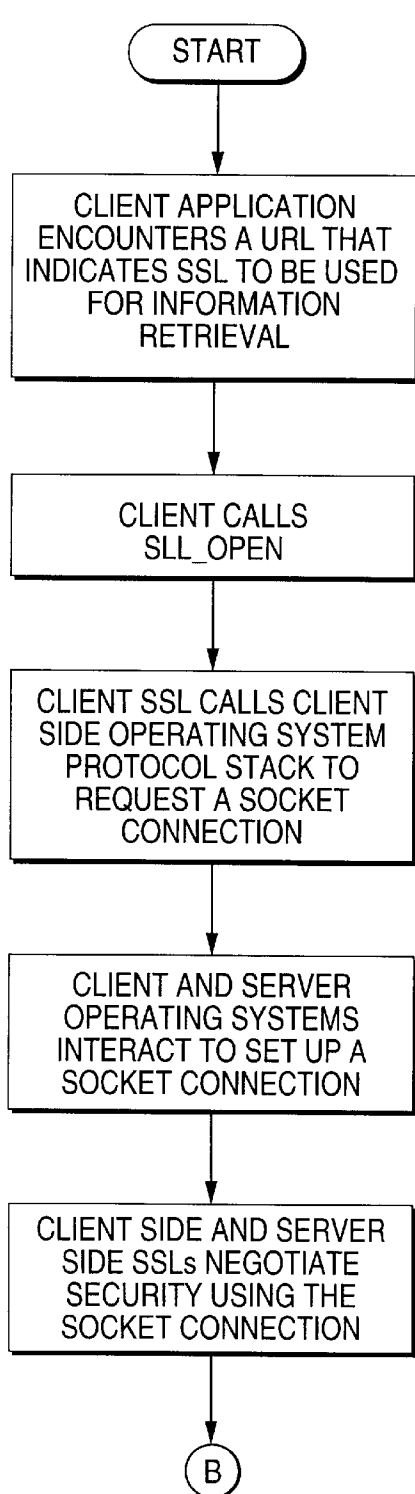 START
CLIENT APPLICATION
ENCOUNTERS A URL THAT
INDICATES SSL TO BE USED
FOR INFORMATION
RETRIEVAL
CLIENT CALLS
SLL_OPEN
CLIENT SSL CALLS CLIENT
SIDE OPERATING SYSTEM
PROTOCOL STACK TO
REQUEST A SOCKET
CONNECTION
CLIENT AND SERVER
OPERATING SYSTEMS
INTERACT TO SET UP A
SOCKET CONNECTION
CLIENT SIDE AND SERVER
SIDE SSLs NEGOTIATE
SECURITY USING THE
SOCKET CONNECTION
B